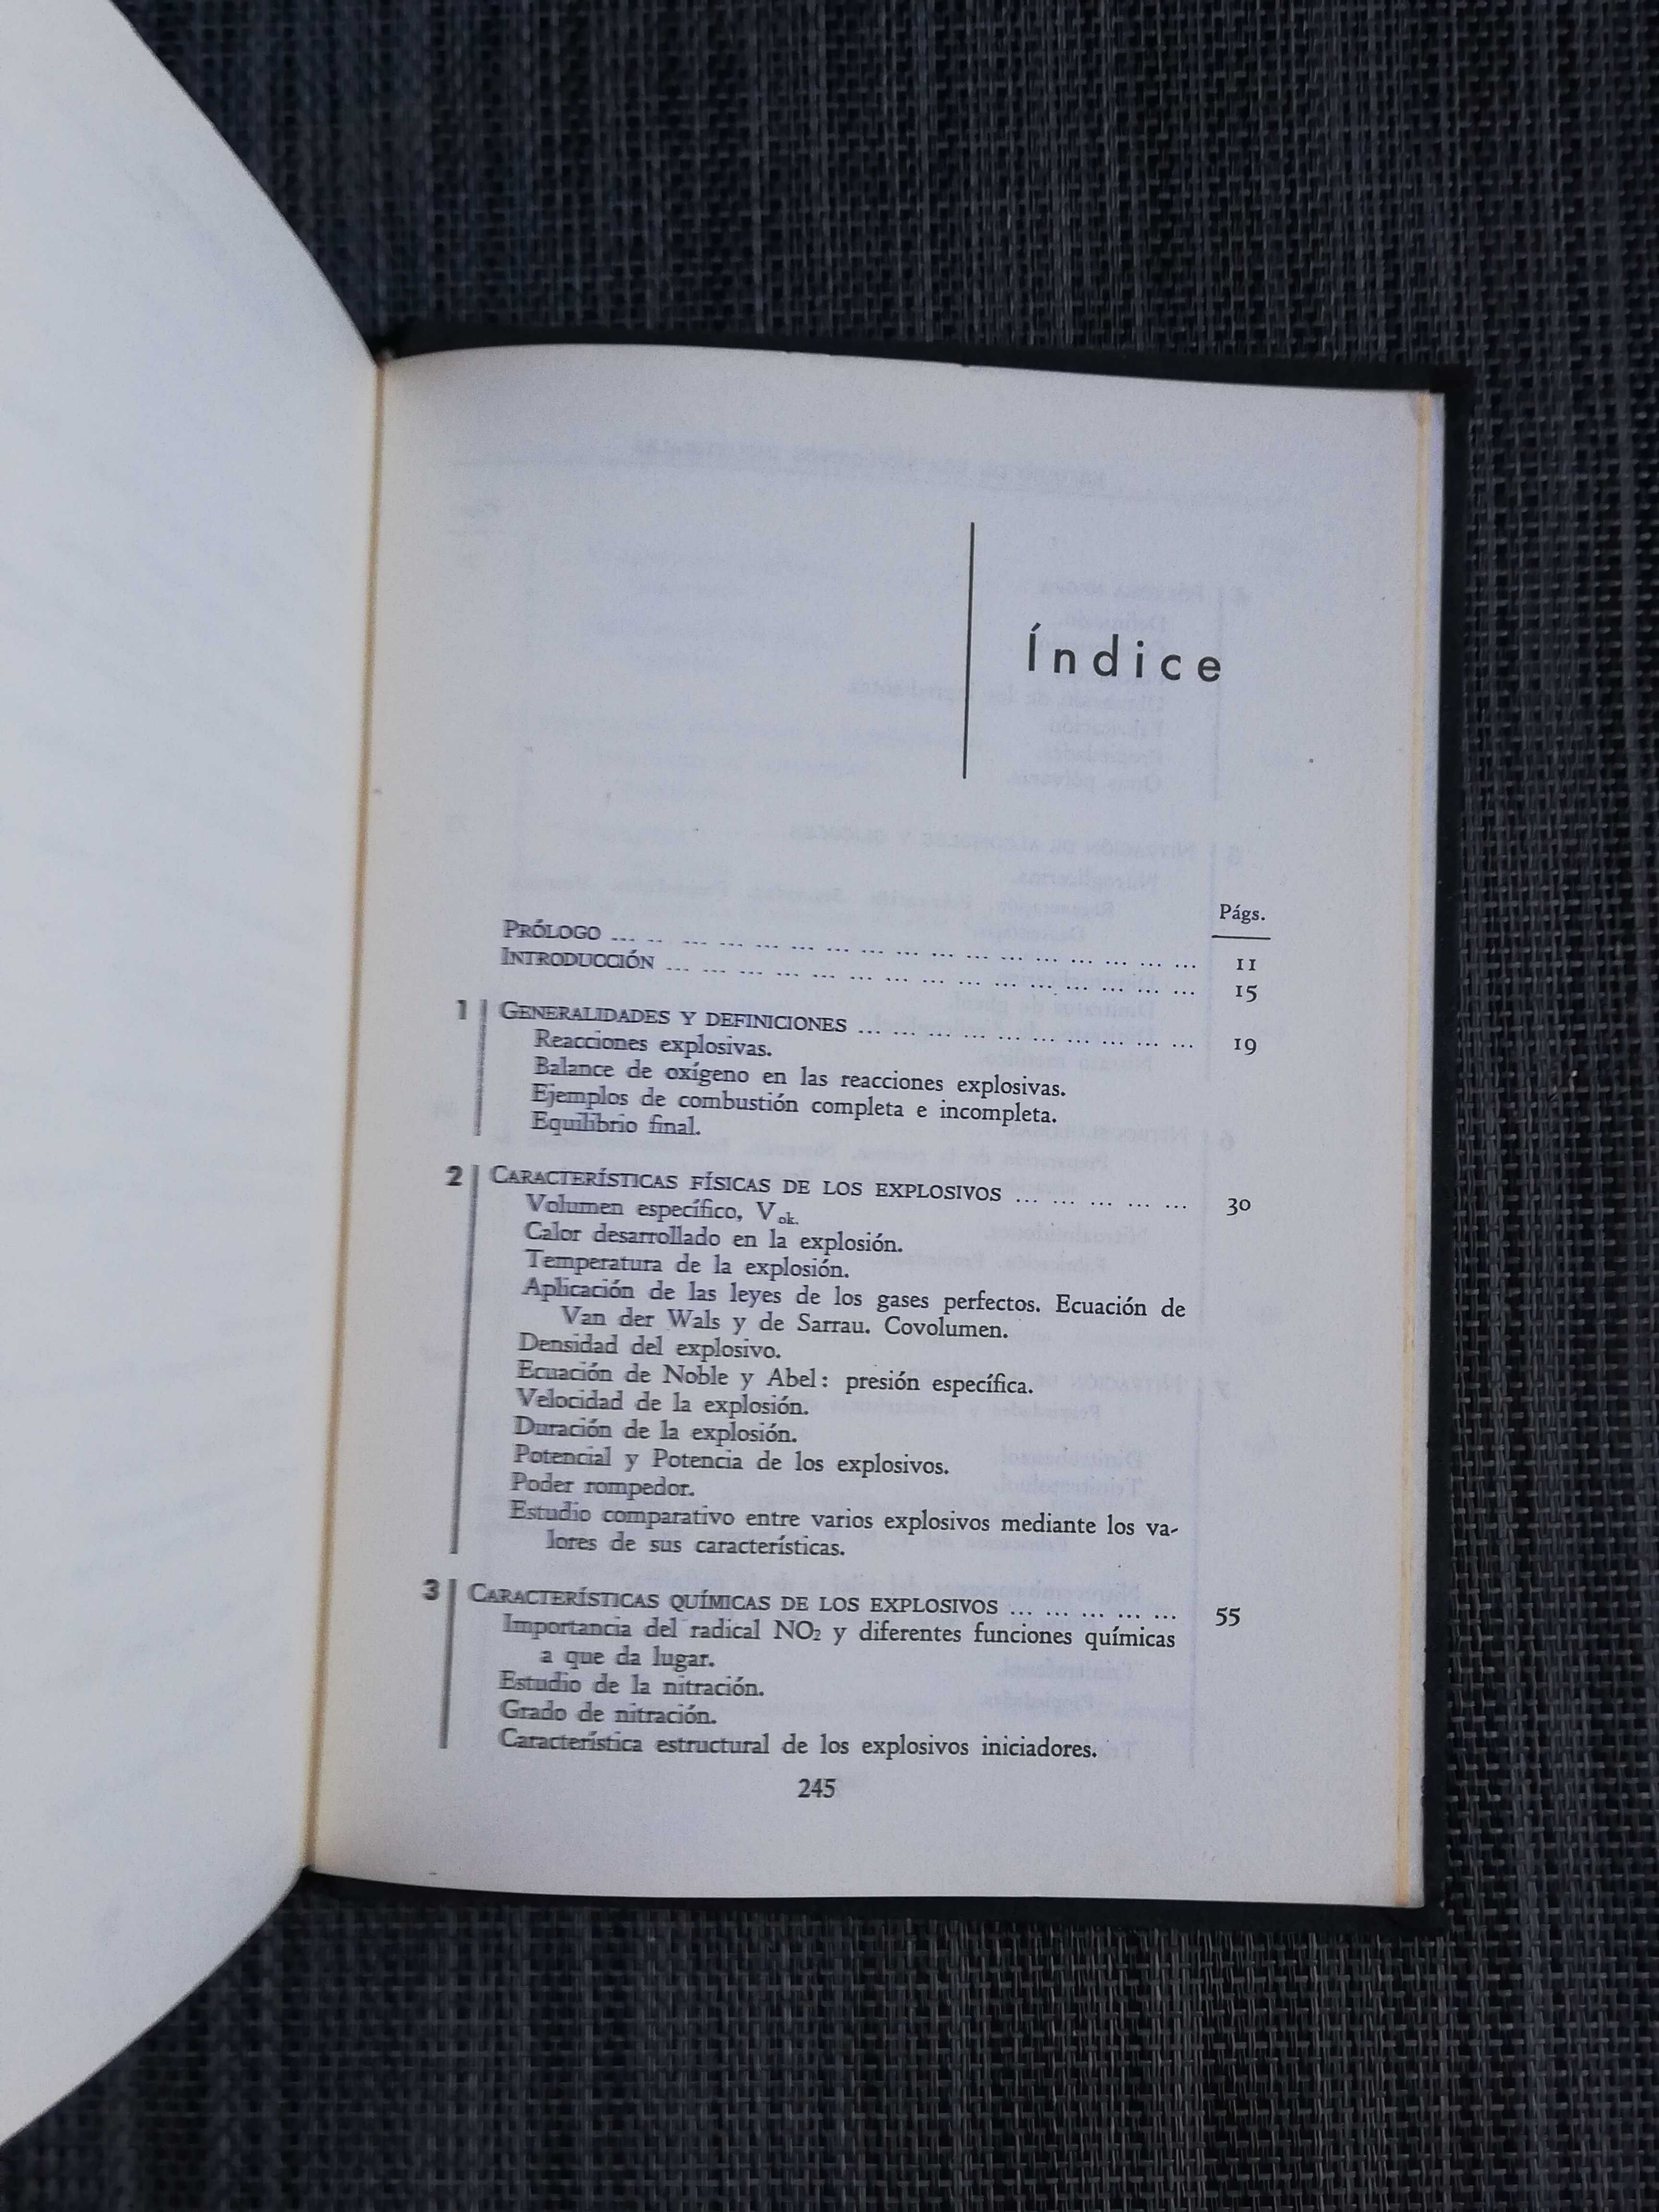 Índice
Págs.
PRÓLOGO ... ... ... ... ... ... ... ... ... ... ... ... ... ... ... ... 11
INTRODUCCIÓN ... ... ... ... ... ... ... ... ... ... ... ... ... ... ... 15
1 GENERALIDADES Y DEFINICIONES ... ... ... ... ... ... ... ... ... ... 19
Reacciones explosivas.
Balance de oxígeno en las reacciones explosivas.
Ejemplos de combustión completa e incompleta.
Equilibrio final.
2 CARACTERÍSTICAS FÍSICAS DE LOS EXPLOSIVOS ... ... ... ... ... 30
Volumen específico, Vok.
Calor desarrollado en la explosión.
Temperatura de la explosión.
Aplicación de las leyes de los gases perfectos. Ecuación de
Van der Wals y de Sarrau. Covolumen.
Densidad del explosivo.
Ecuación de Noble y Abel: presión específica.
Velocidad de la explosión.
Duración de la explosión.
Potencial y Potencia de los explosivos.
Poder rompedor.
Estudio comparativo entre varios explosivos mediante los va-
lores de sus características.
3 CARACTERÍSTICAS QUÍMICAS DE LOS EXPLOSIVOS ... ... ... ... ... 55
Importancia del radical NO2 y diferentes funciones químicas
a que da lugar.
Estudio de la nitración.
Grado de nitración.
Característica estructural de los explosivos iniciadores.
245